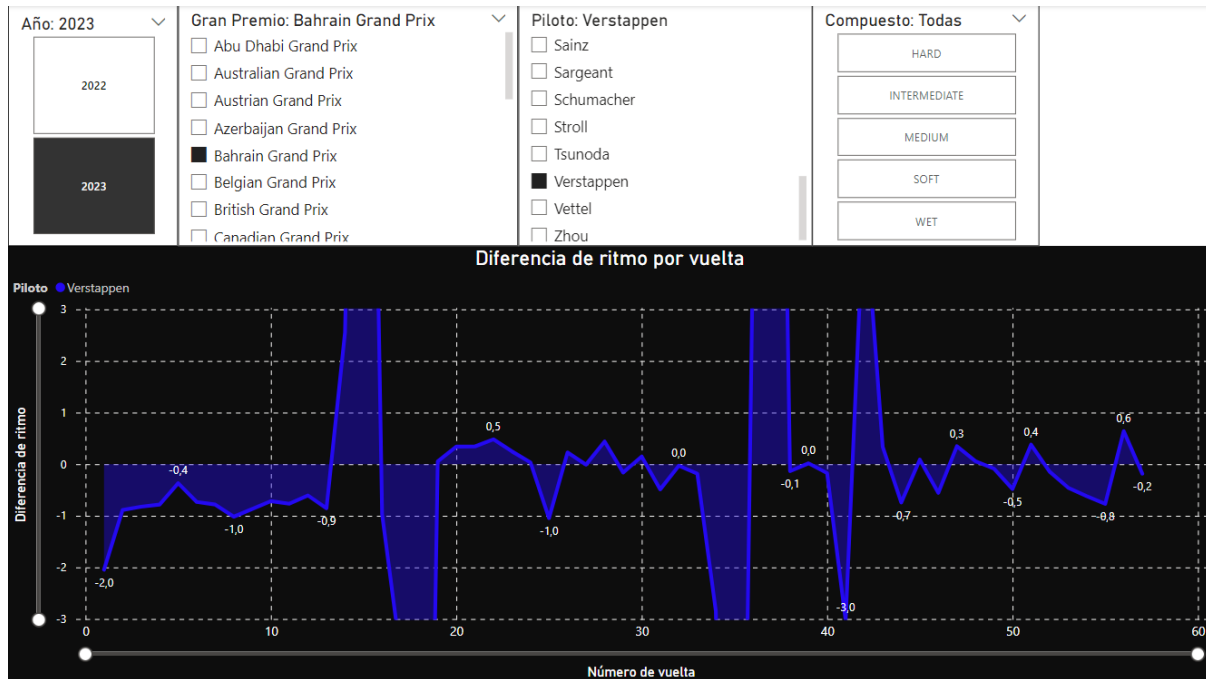 Año: 2023
2022
2023
Gran Premio: Bahrain Grand Prix
Abu Dhabi Grand Prix
Australian Grand Prix
Austrian Grand Prix
Azerbaijan Grand Prix
Bahrain Grand Prix
Belgian Grand Prix
British Grand Prix
Canadian Grand Prix
Piloto: Verstappen
Sainz
Sargeant
Schumacher
Stroll
Tsunoda
Verstappen
Vettel
Zhou
Compuesto: Todas
HARD
INTERMEDIATE
MEDIUM
SOFT
WET
Diferencia de ritmo por vuelta
Piloto Verstappen
Diferencia de ritmo
3
2
1
0
-1
-2
-3
-2,0
-0,4
-1,0
-0,9
0,5
-1,0
0,0
-0,1
0,0
-3,0
-0,7
0,3
-0,5
0,4
-0,8
0,6
-0,2
0 10 20 30 40 50 60
Número de vuelta